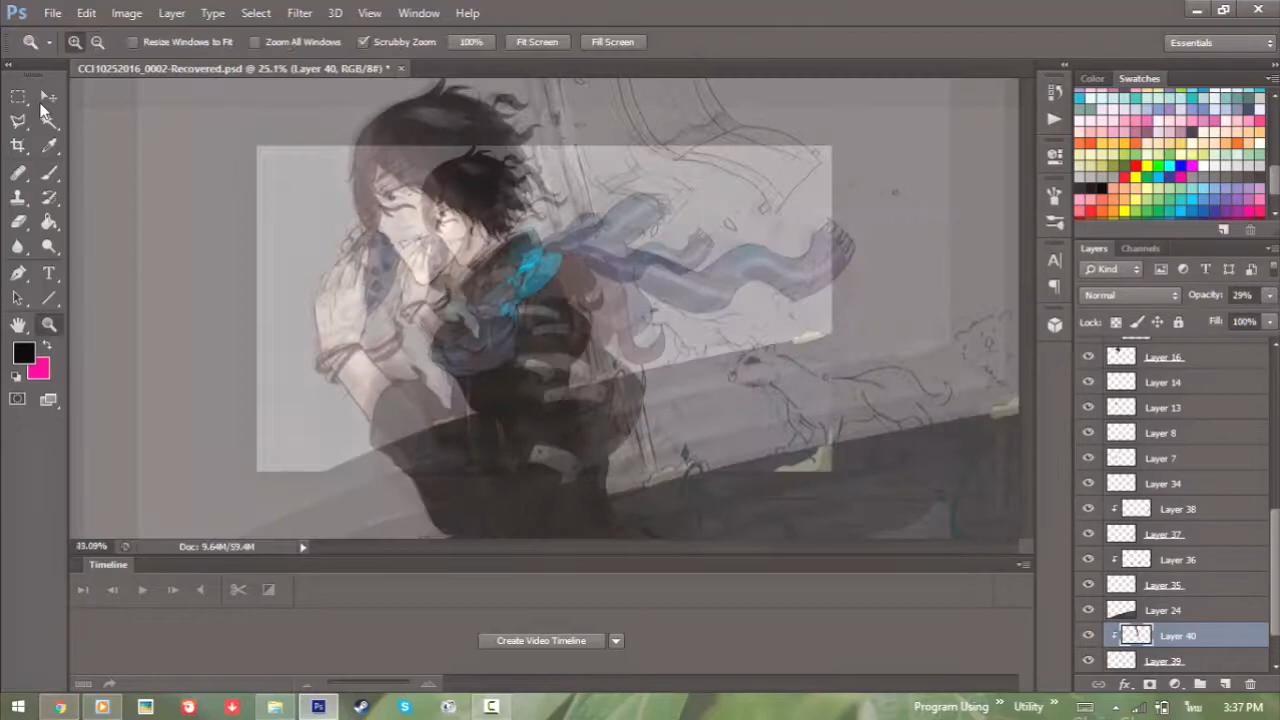 Ps File Edit Image Layer Type Select Filter 3D View Window Help
Resize Windows to Fit Zoom All Windows Scrubby Zoom 100% Fit Screen Fill Screen Essentials
CCI10252016_0002-Recovered.psd @ 25.1% (Layer 40, RGB/8#) *
Color Swatches
Layers Channels
Kind
Normal Opacity: 29%
Lock: Fill: 100%
Layer 16
Layer 14
Layer 13
Layer 8
Layer 7
Layer 34
Layer 38
Layer 37
Layer 36
Layer 35
Layer 24
Layer 40
Layer 39
Doc: 9.64M/59.4M
Timeline
Create Video Timeline
Program Using Utility 3:37 PM